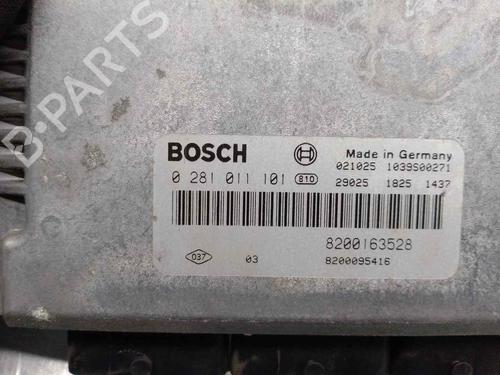 BOSCH
Made in Germany
0 281 011 101 810
021025 1039S00271
29025 1825 1437
8200163528
037 03 8200095416
B-PARTS